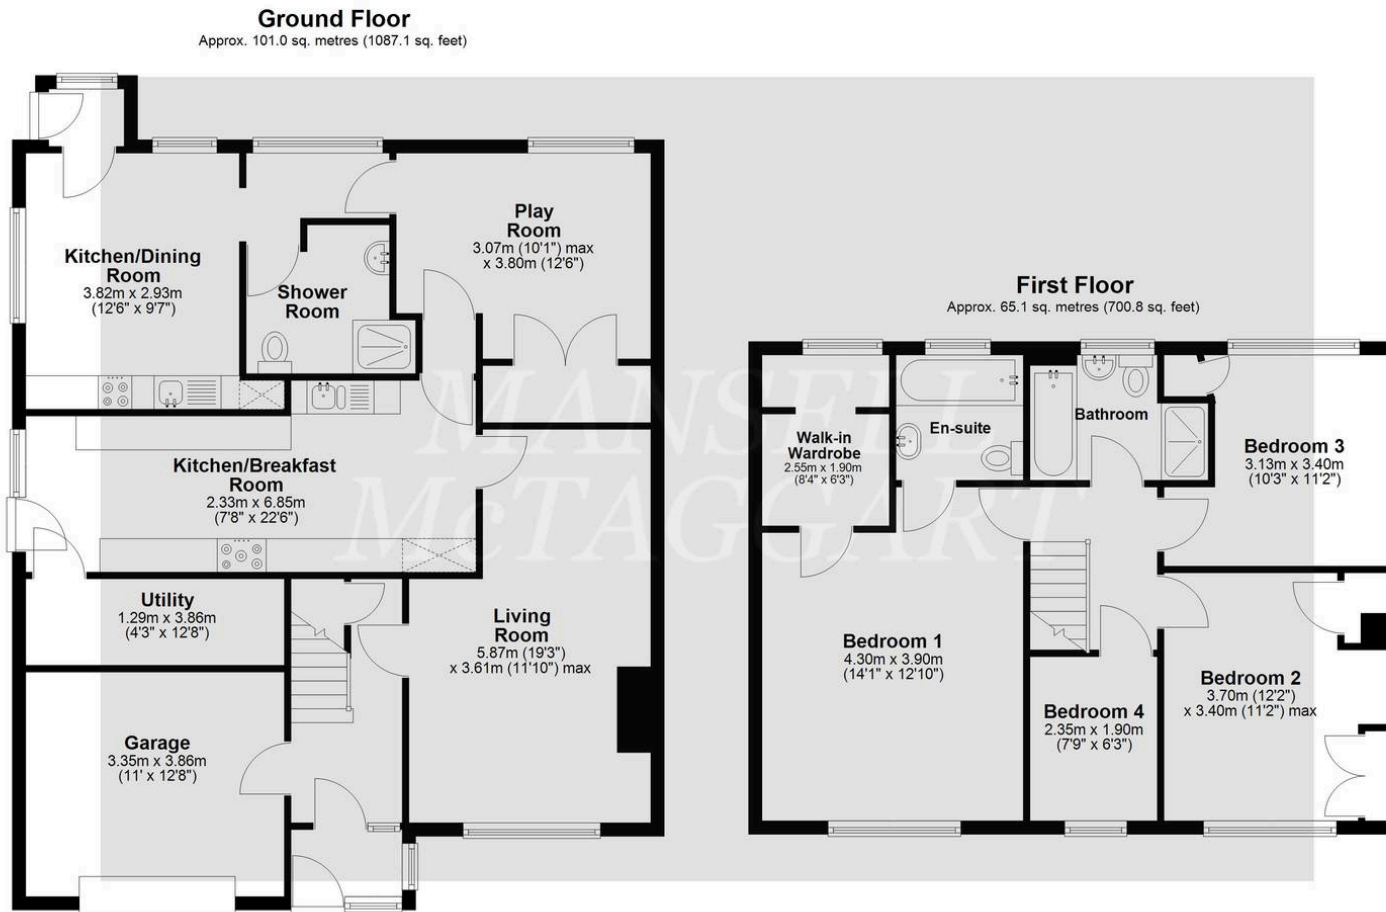 Ground Floor
Approx. 101.0 sq. metres (1087.1 sq. feet)
Kitchen/Dining
Room
3.82m x 2.93m
(12'6" x 9'7")
Shower
Room
Play
Room
3.07m (10'1") max
x 3.80m (12'6")
Kitchen/Breakfast
Room
2.33m x 6.85m
(7'8" x 22'6")
Utility
1.29m x 3.86m
(4'3" x 12'8")
Living
Room
5.87m (19'3")
x 3.61m (11'10") max
Garage
3.35m x 3.86m
(11' x 12'8")
First Floor
Approx. 65.1 sq. metres (700.8 sq. feet)
Walk-in
Wardrobe
2.55m x 1.90m
(8'4" x 6'3")
En-suite
Bathroom
Bedroom 3
3.13m x 3.40m
(10'3" x 11'2")
Bedroom 1
4.30m x 3.90m
(14'1" x 12'10")
Bedroom 4
2.35m x 1.90m
(7'9" x 6'3")
Bedroom 2
3.70m (12'2")
x 3.40m (11'2") max
MANSELL
McTAGGART